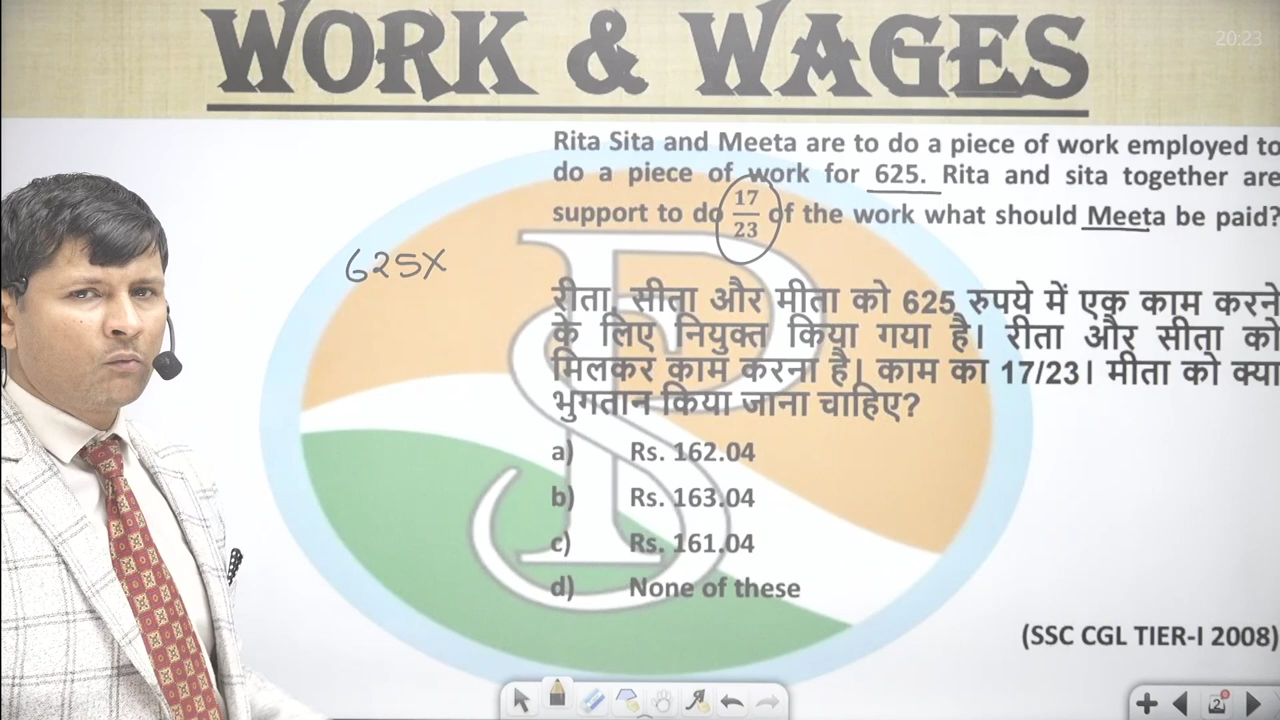 WORK & WAGES
20:23
Rita Sita and Meeta are to do a piece of work employed to
do a piece of work for 625. Rita and sita together are
support to do 17/23 of the work what should Meeta be paid?
625X
रीता, सीता और मीता को 625 रुपये में एक काम करने
के लिए नियुक्त किया गया है। रीता और सीता को
मिलकर काम करना है। काम का 17/23। मीता को क्या
भुगतान किया जाना चाहिए?
a) Rs. 162.04
b) Rs. 163.04
c) Rs. 161.04
d) None of these
(SSC CGL TIER-I 2008)
2